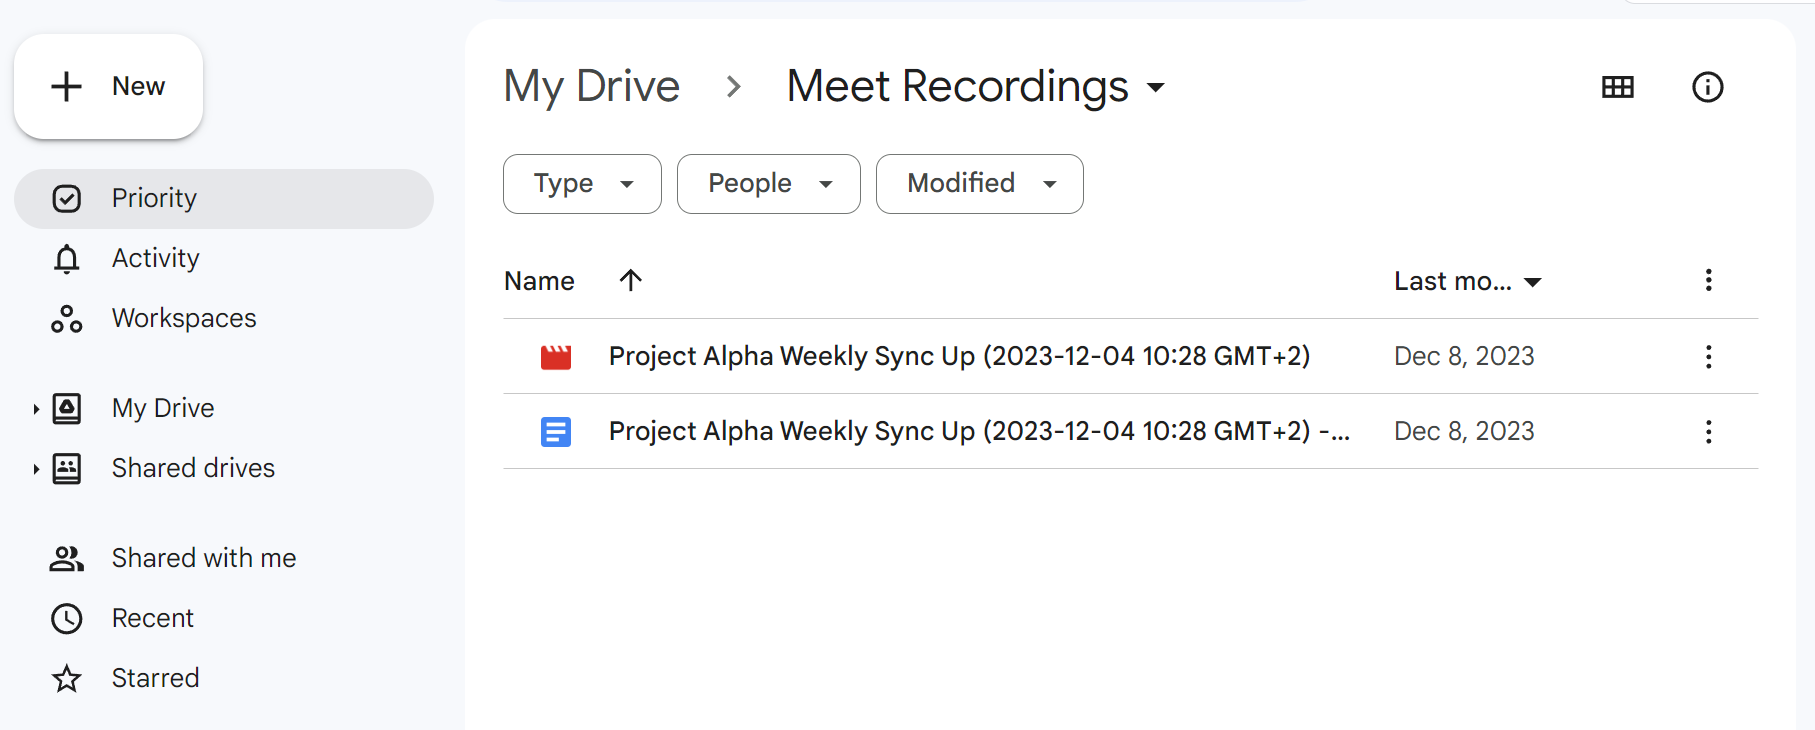 New
Priority
Activity
Workspaces
My Drive
Shared drives
Shared with me
Recent
Starred
My Drive Meet Recordings
Type People Modified
Name Last mo...
Project Alpha Weekly Sync Up (2023-12-04 10:28 GMT+2) Dec 8, 2023
Project Alpha Weekly Sync Up (2023-12-04 10:28 GMT+2) -... Dec 8, 2023